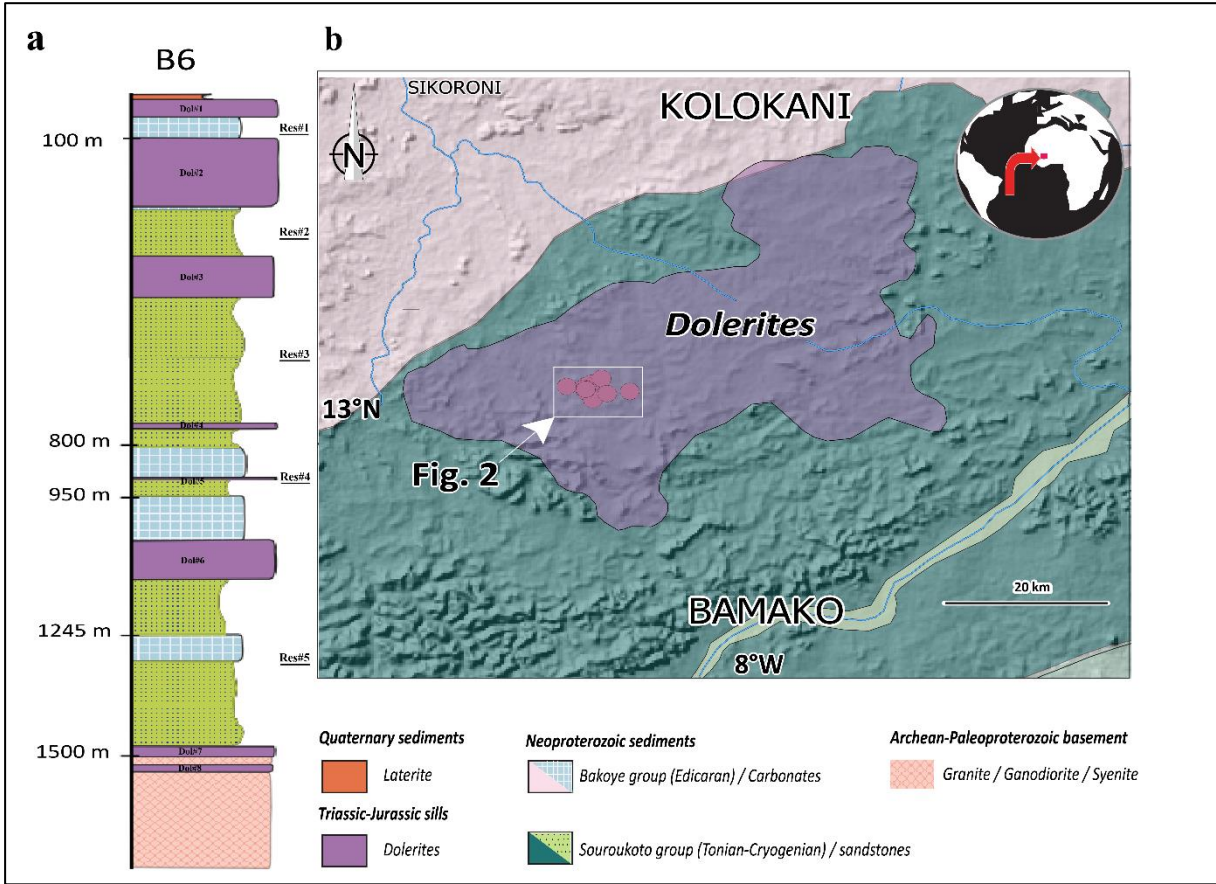 a
B6
Dol#1
Res#1
100 m
Dol#2
Res#2
Dol#3
Res#3
Dol#4
800 m
Res#4
Dol#5
950 m
Dol#6
1245 m
Res#5
Dol#7
1500 m
Dol#8
b
SIKORONI
KOLOKANI
N
Dolerites
13°N
Fig. 2
20 km
BAMAKO
8°W
Quaternary sediments
Laterite
Triassic-Jurassic sills
Dolerites
Neoproterozoic sediments
Bakoye group (Edicaran) / Carbonates
Souroukoto group (Tonian-Cryogenian) / sandstones
Archean-Paleoproterozoic basement
Granite / Ganodiorite / Syenite